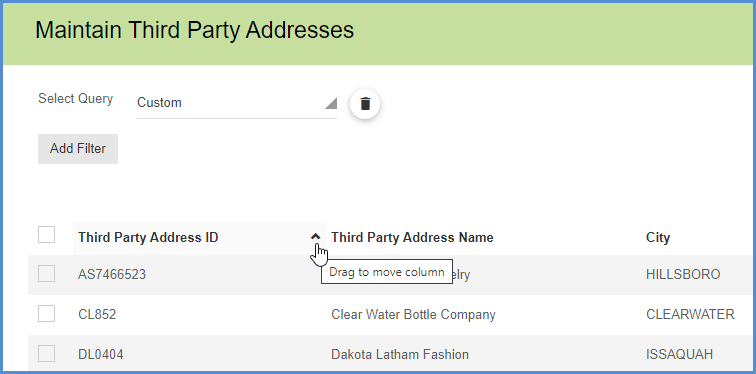 Maintain Third Party Addresses
Select Query Custom
Add Filter
Third Party Address ID Third Party Address Name City
AS7466523 elry HILLSBORO
Drag to move column
CL852 Clear Water Bottle Company CLEARWATER
DL0404 Dakota Latham Fashion ISSAQUAH